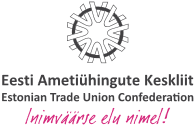 Eesti Ametiühingute Keskliit
Estonian Trade Union Confederation
Inimväärse elu nimel!